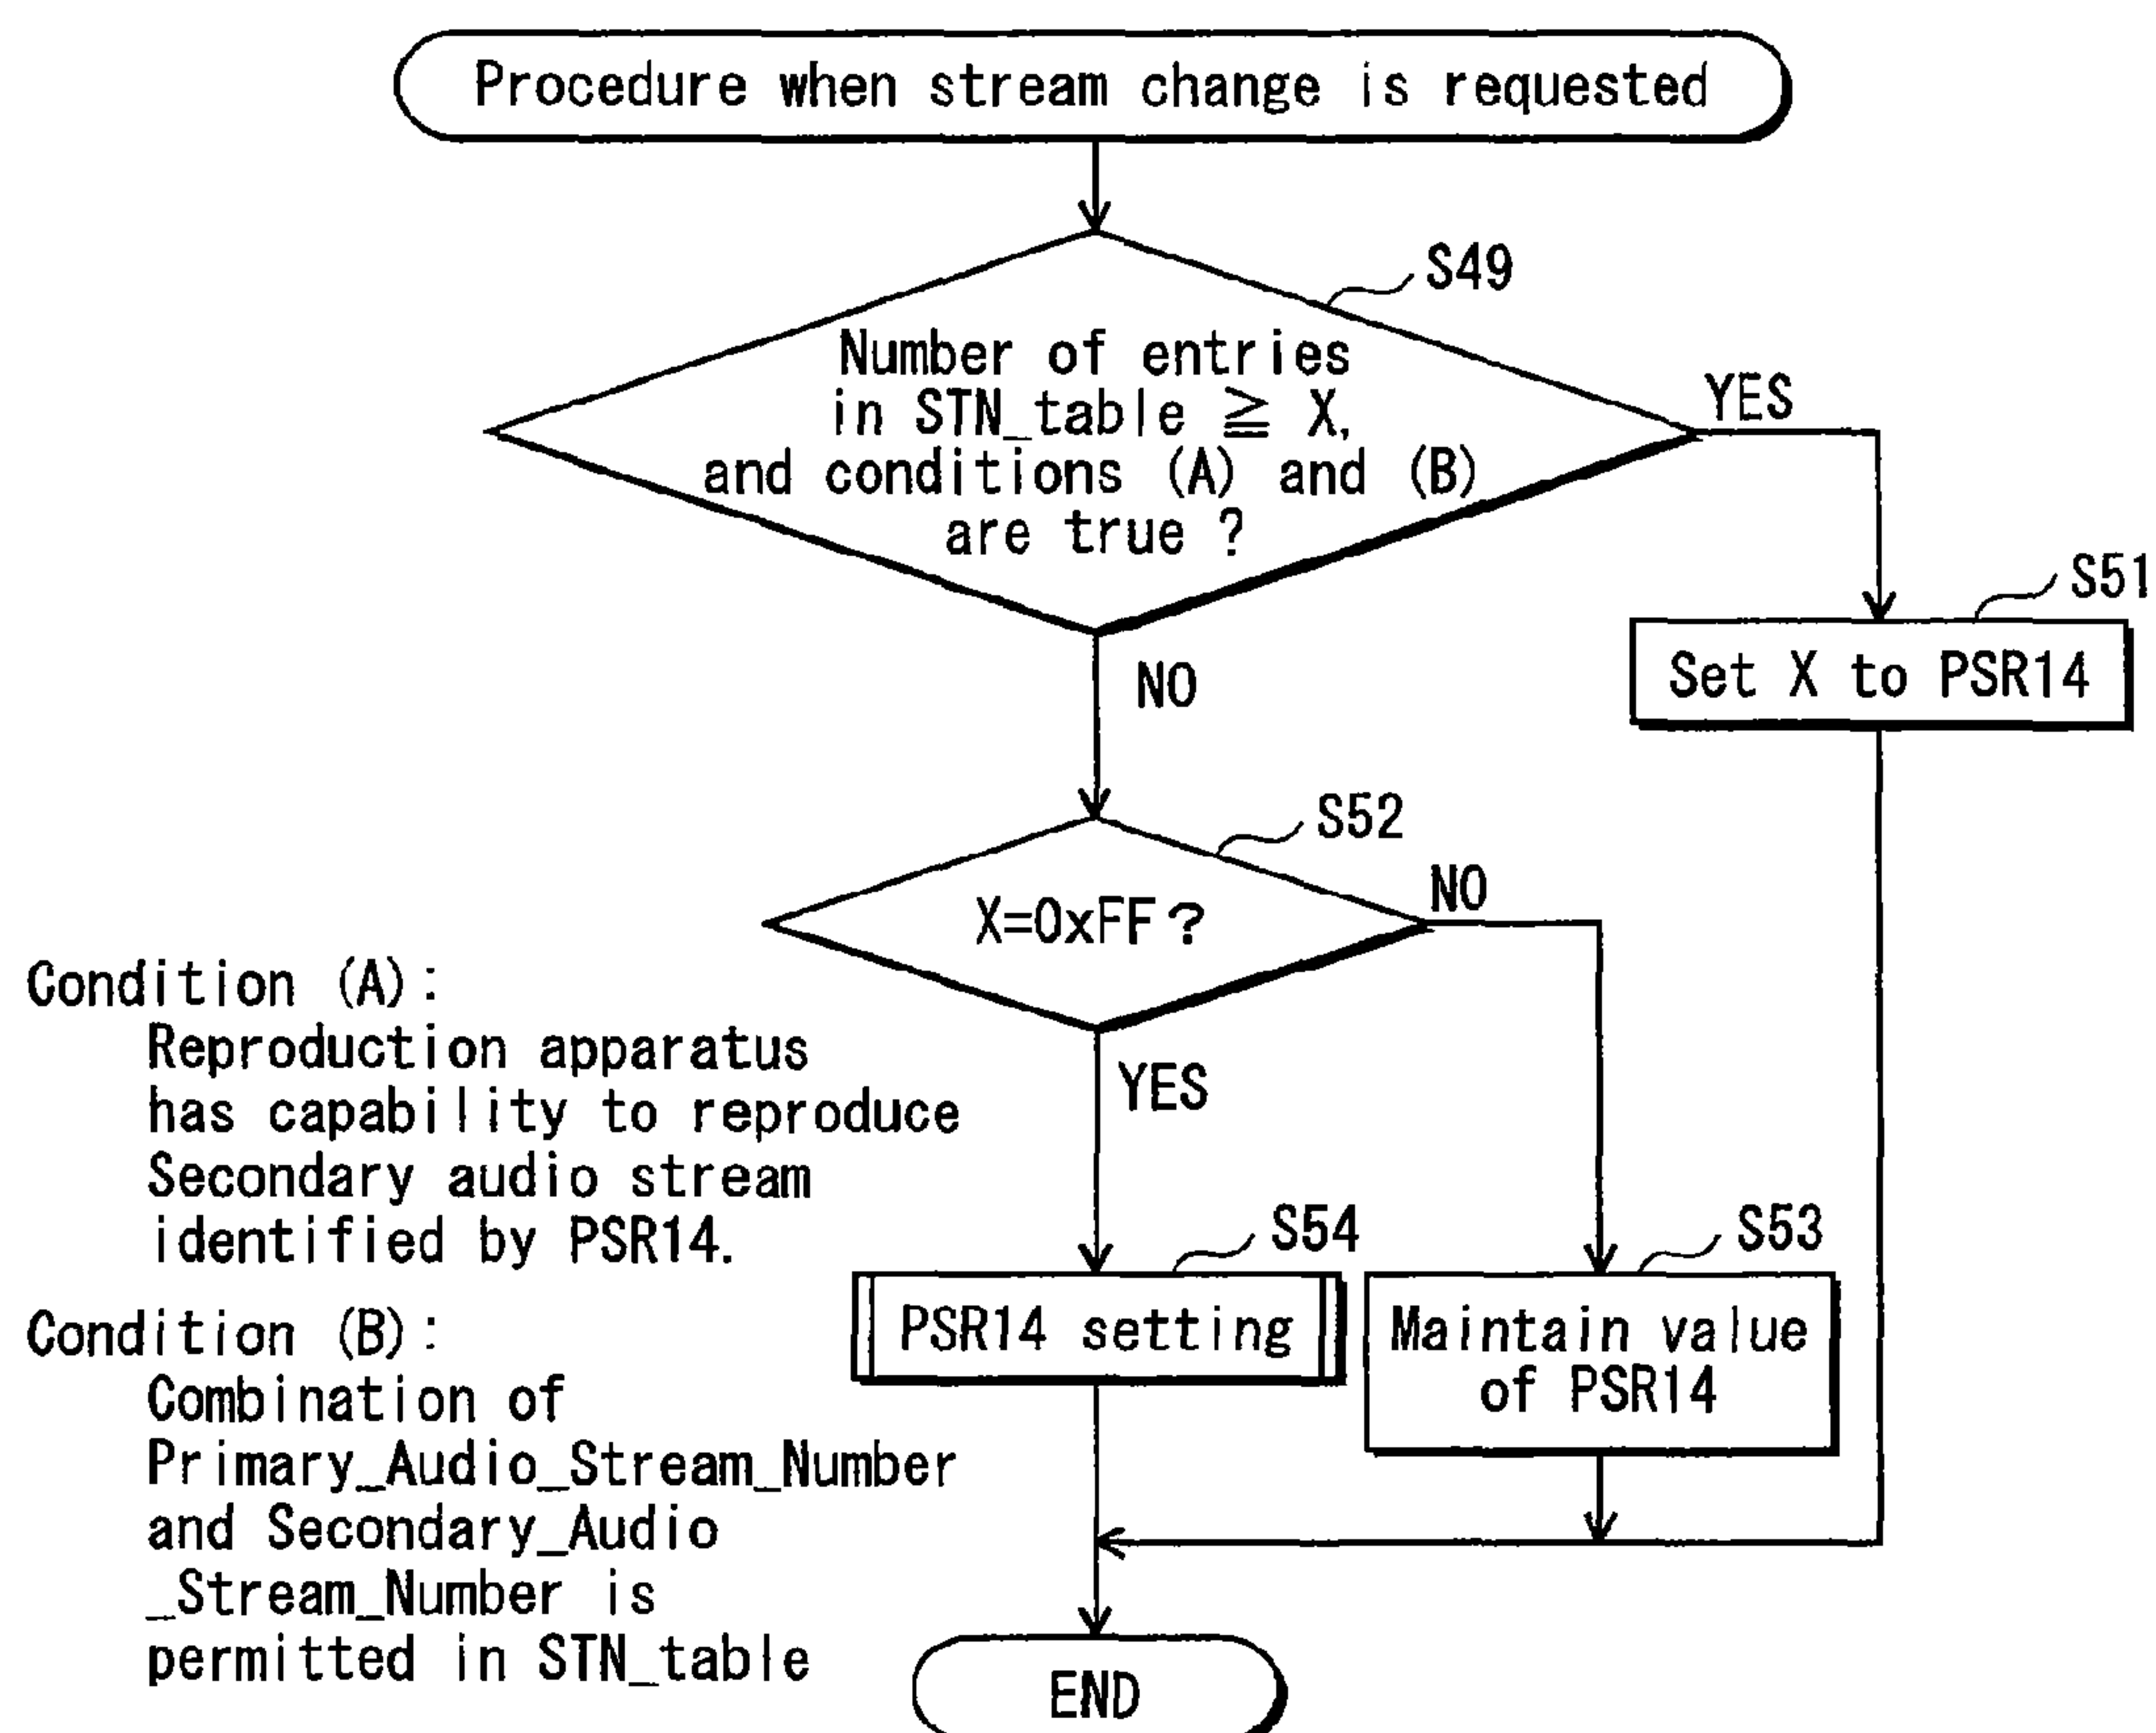 Procedure when stream change is requested
S49
Number of entries
in STN_table ≧ X,
and conditions (A) and (B)
are true ?
YES
S51
Set X to PSR14
NO
S52
X=0xFF ?
NO
YES
Condition (A) :
Reproduction apparatus
has capability to reproduce
Secondary audio stream
identified by PSR14.
S54
PSR14 setting
S53
Maintain value
of PSR14
Condition (B) :
Combination of
Primary_Audio_Stream_Number
and Secondary_Audio
_Stream_Number is
permitted in STN_table
END